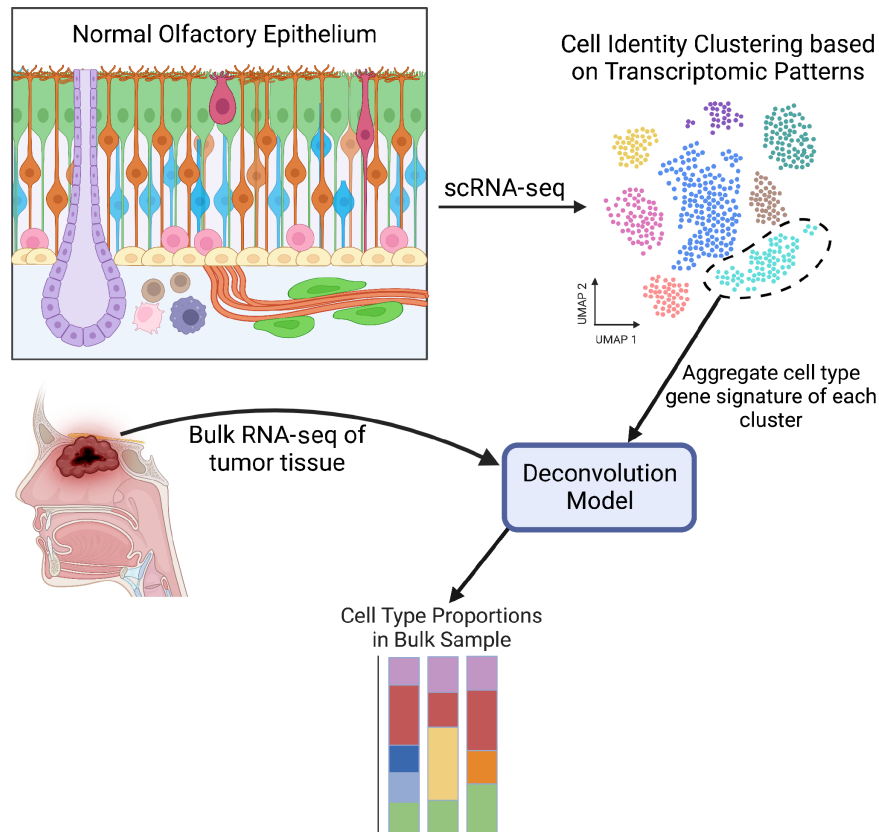 Normal Olfactory Epithelium
Cell Identity Clustering based
on Transcriptomic Patterns
scRNA-seq
UMAP 2
UMAP 1
Aggregate cell type
gene signature of each
cluster
Bulk RNA-seq of
tumor tissue
Deconvolution
Model
Cell Type Proportions
in Bulk Sample